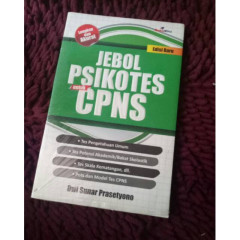 Edisi Baru
JEBOL
PSIKOTES
CPNS
• Tes Pengetahuan Umum
• Tes Potensi Akademik/Bakat Skolastik
• Tes Skala Kematangan, dll.
Dwi Sunar Prasetyono